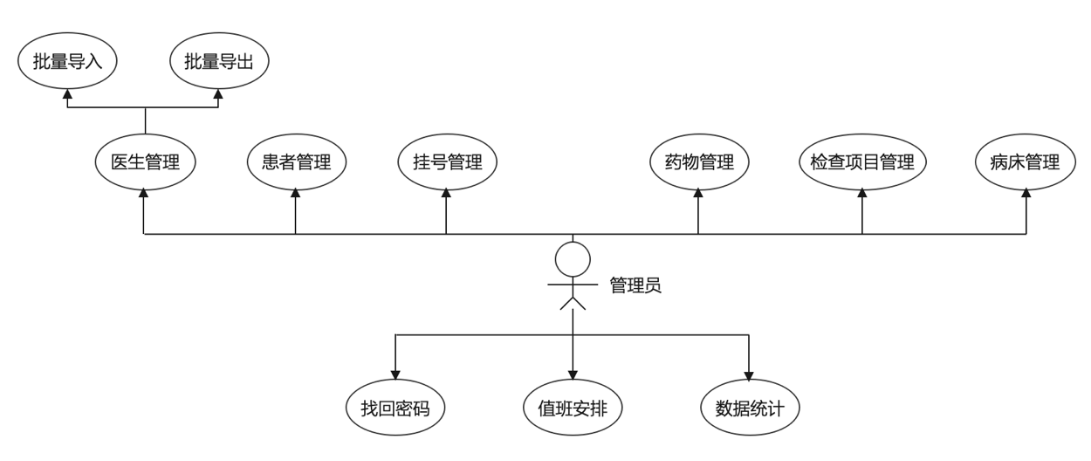 批量导入
批量导出
医生管理
患者管理
挂号管理
药物管理
检查项目管理
病床管理
管理员
找回密码
值班安排
数据统计